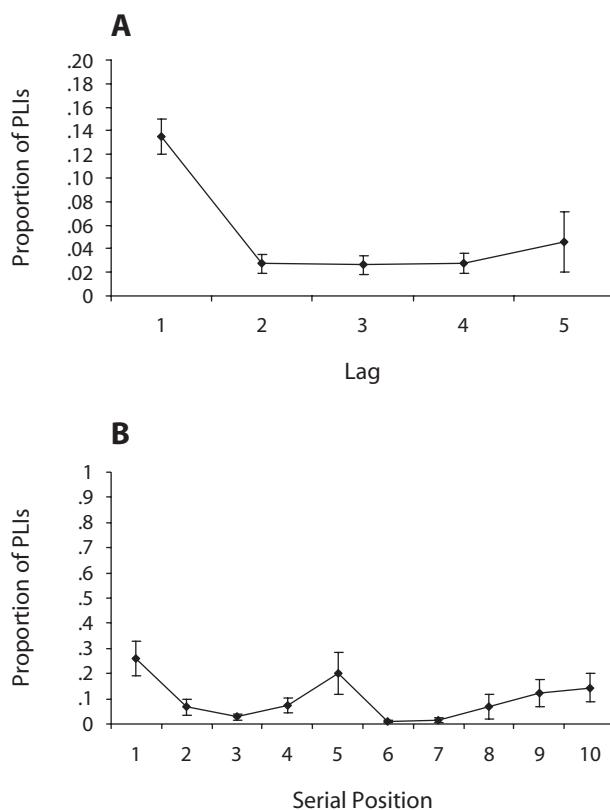 A
Proportion of PLIs
.20
.18
.16
.14
.12
.10
.08
.06
.04
.02
0
1 2 3 4 5
Lag
B
Proportion of PLIs
1
.9
.8
.7
.6
.5
.4
.3
.2
.1
0
1 2 3 4 5 6 7 8 9 10
Serial Position